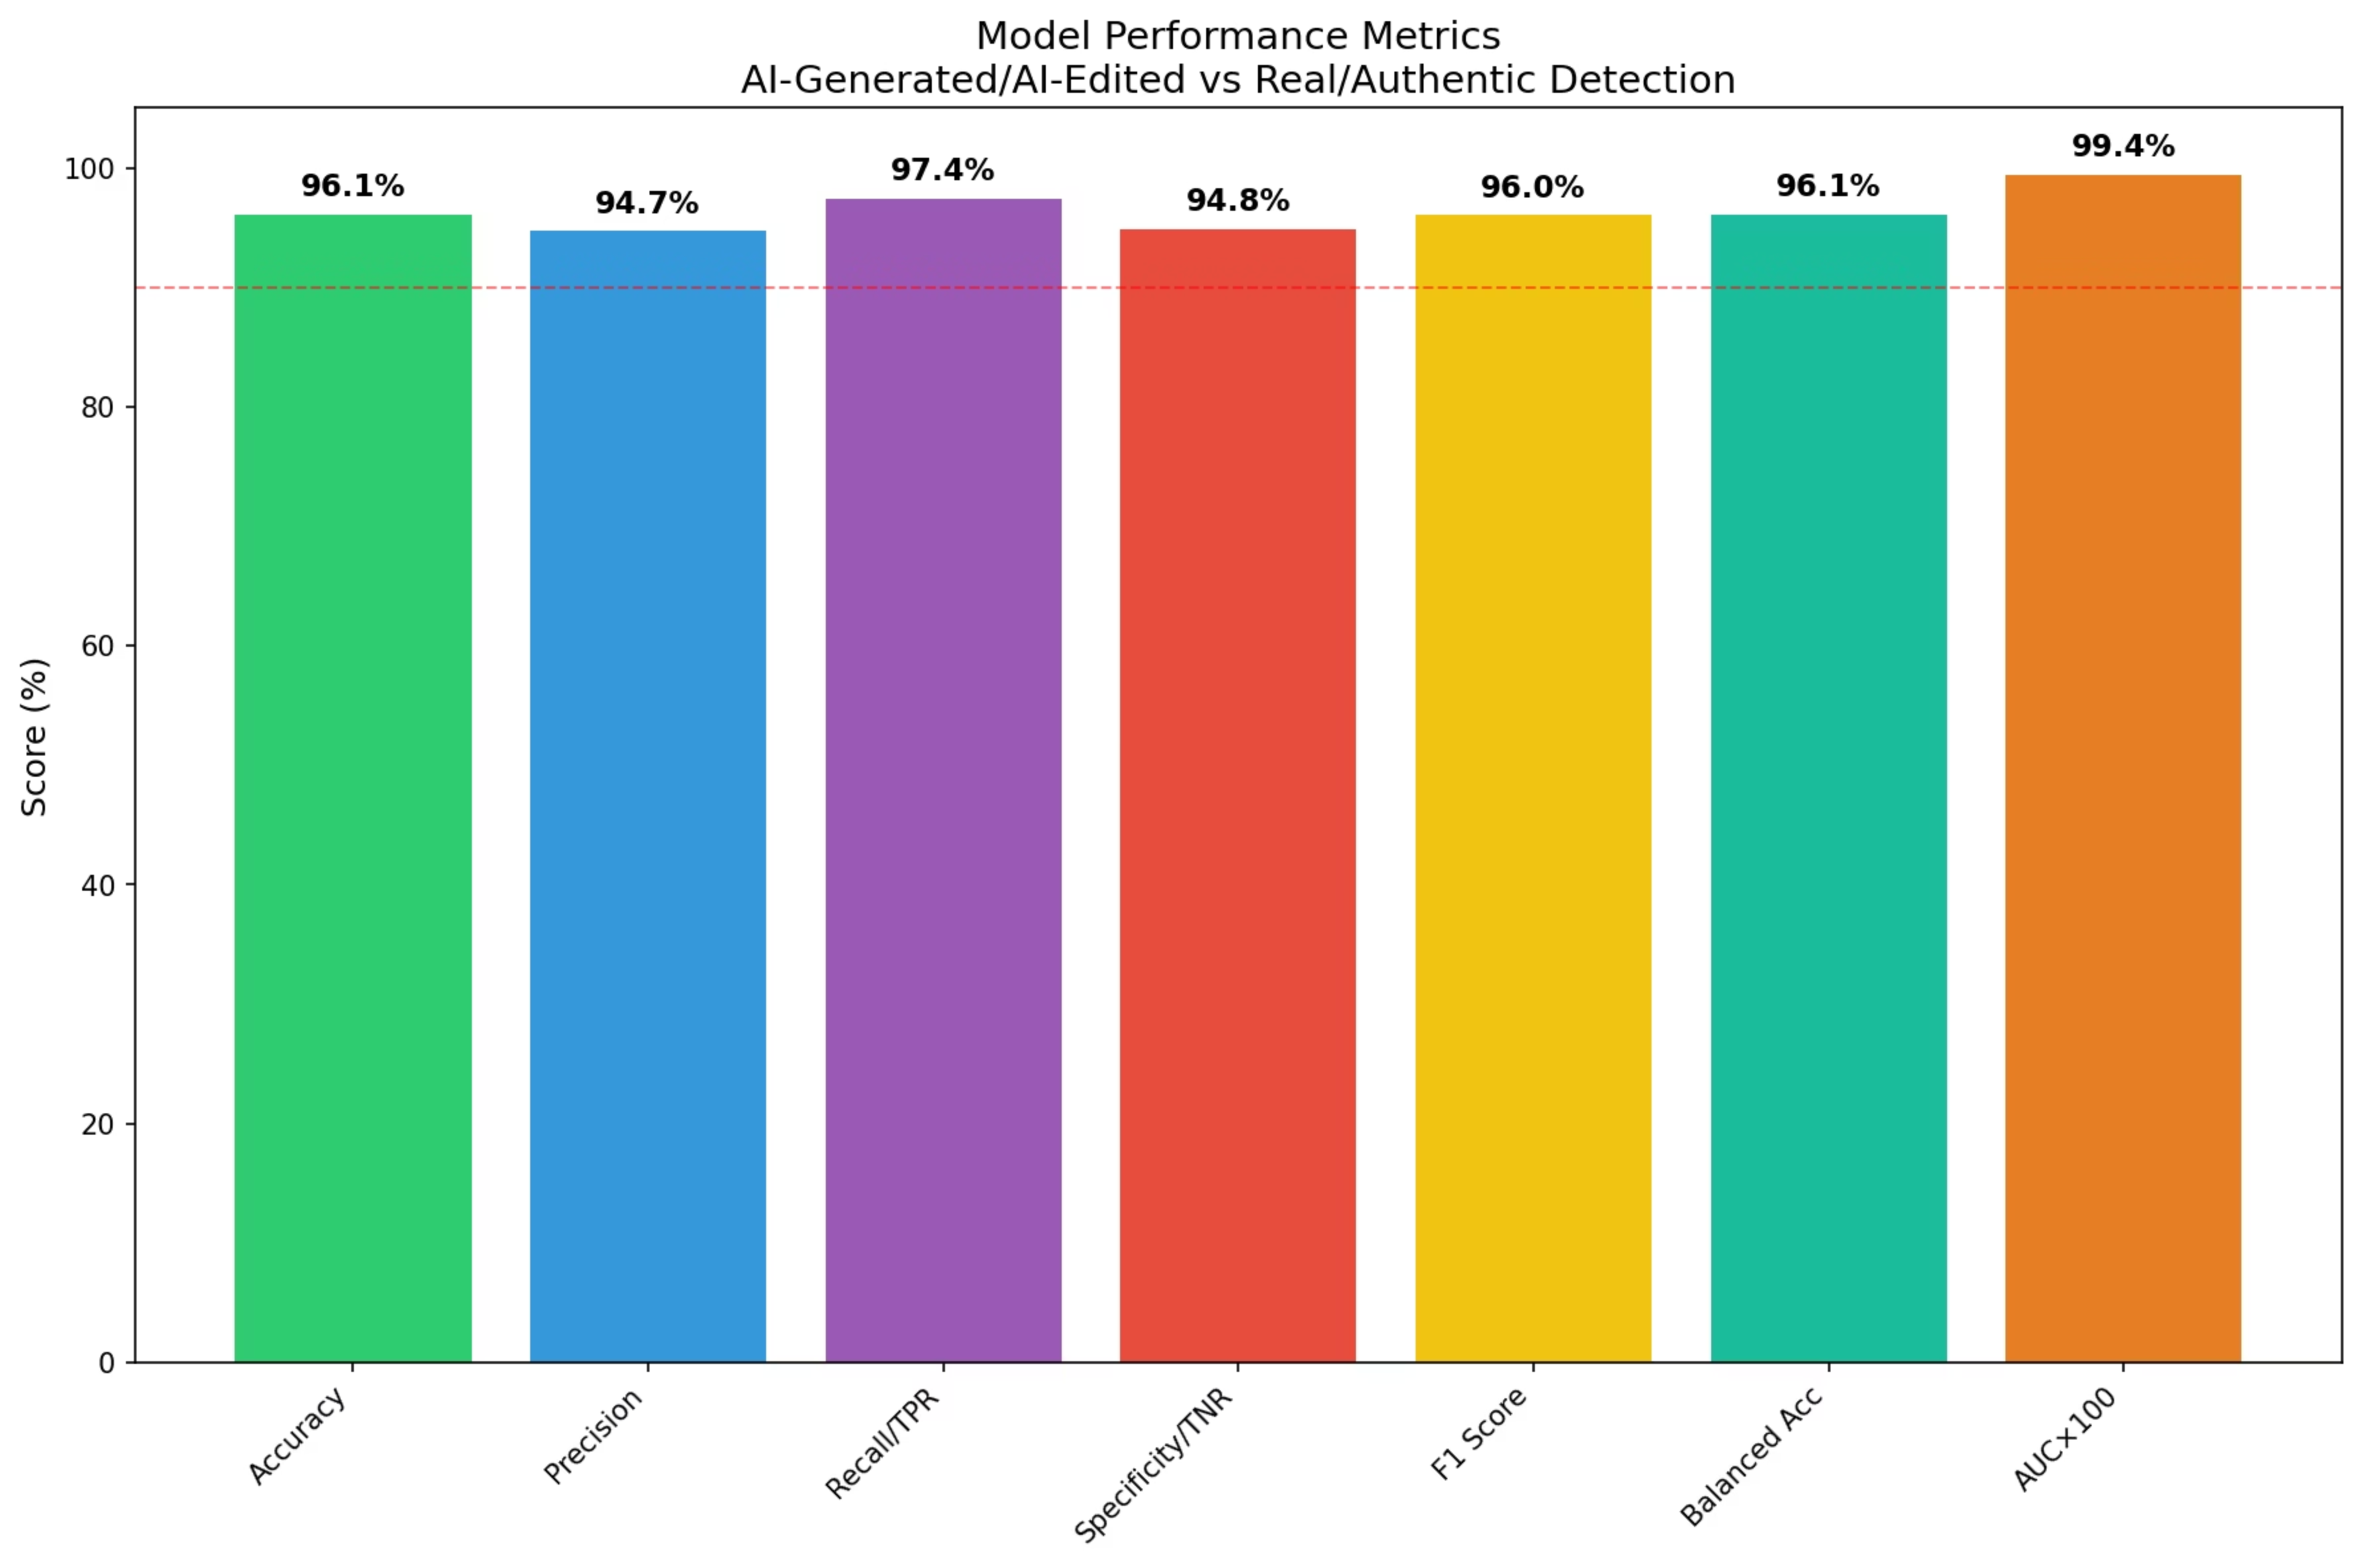 Model Performance Metrics
AI-Generated/AI-Edited vs Real/Authentic Detection
Score (%)
100
80
60
40
20
0
96.1%
94.7%
97.4%
94.8%
96.0%
96.1%
99.4%
Accuracy
Precision
Recall/TPR
Specificity/TNR
F1 Score
Balanced Acc
AUC×100